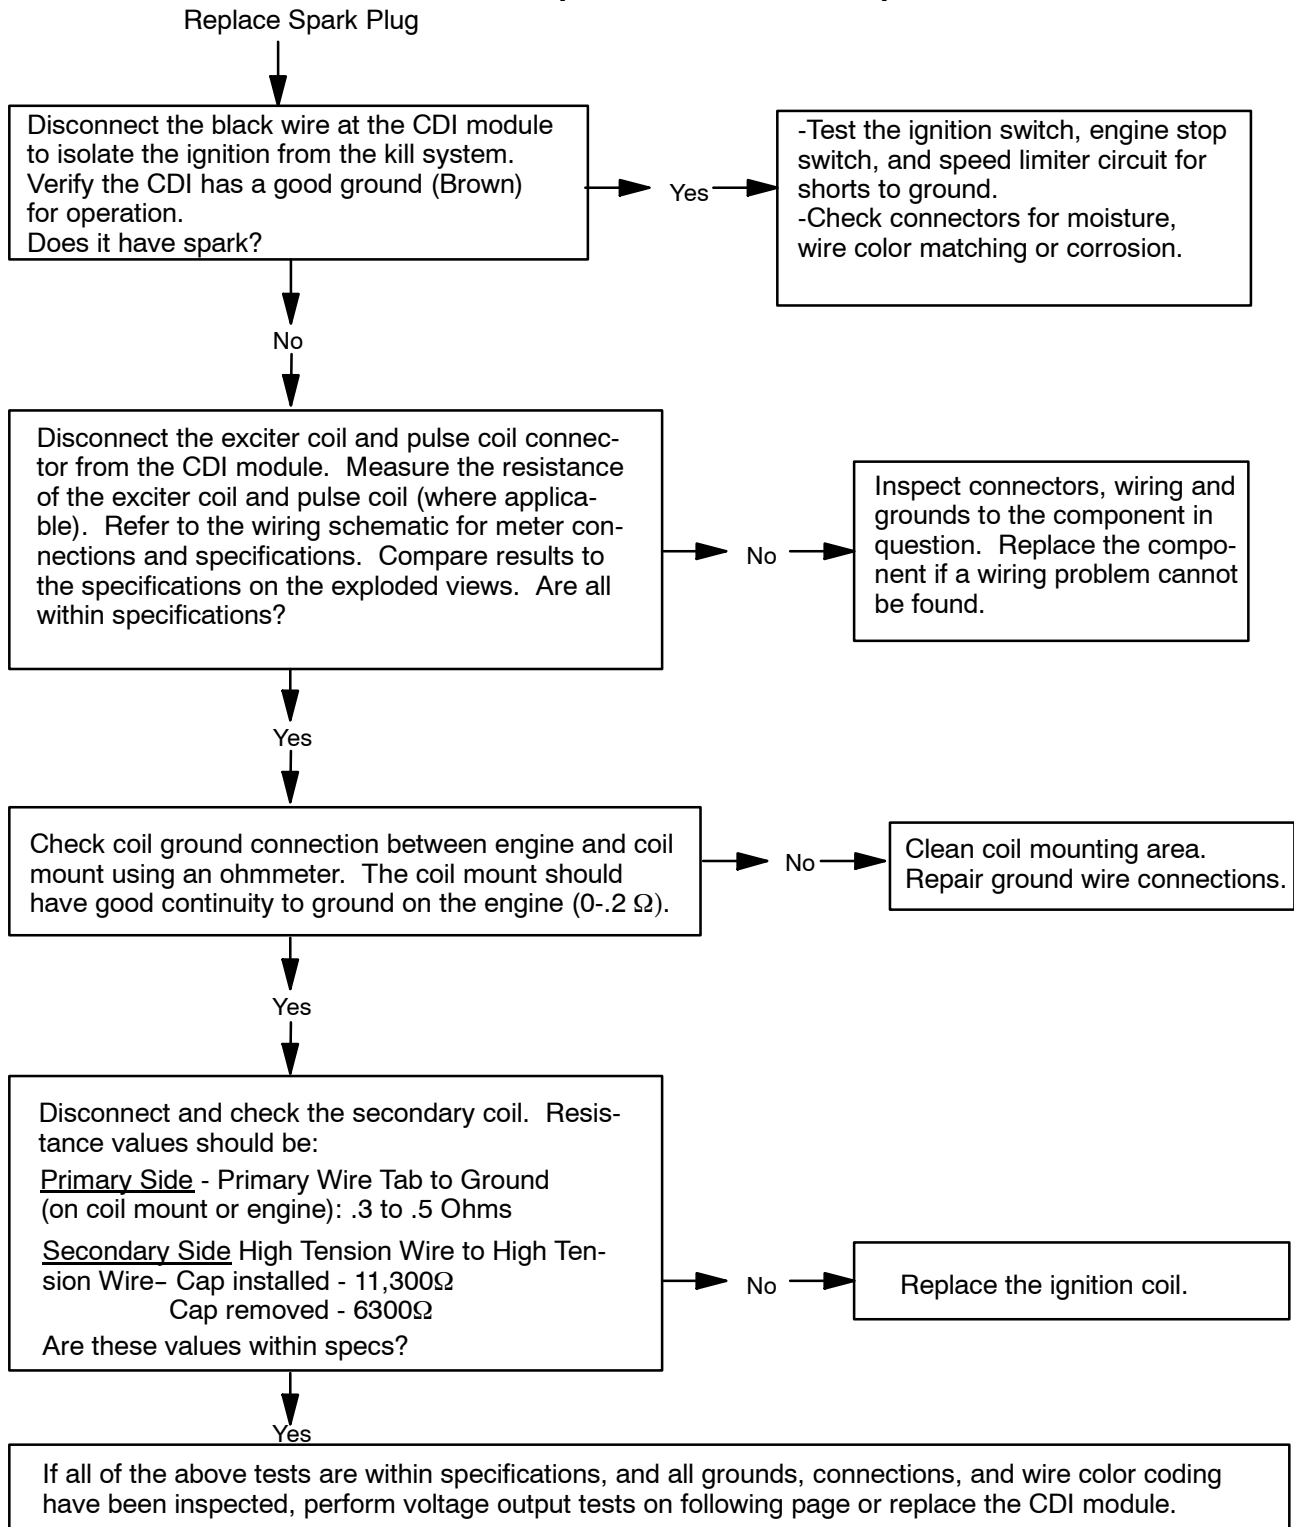 Replace Spark Plug
Disconnect the black wire at the CDI module
to isolate the ignition from the kill system.
Verify the CDI has a good ground (Brown)
for operation.
Does it have spark?
Yes
-Test the ignition switch, engine stop
switch, and speed limiter circuit for
shorts to ground.
-Check connectors for moisture,
wire color matching or corrosion.
No
Disconnect the exciter coil and pulse coil connec-
tor from the CDI module.  Measure the resistance
of the exciter coil and pulse coil (where applica-
ble).  Refer to the wiring schematic for meter con-
nections and specifications.  Compare results to
the specifications on the exploded views.  Are all
within specifications?
No
Inspect connectors, wiring and
grounds to the component in
question.  Replace the compo-
nent if a wiring problem cannot
be found.
Yes
Check coil ground connection between engine and coil
mount using an ohmmeter.  The coil mount should
have good continuity to ground on the engine (0-.2 Ω).
No
Clean coil mounting area.
Repair ground wire connections.
Yes
Disconnect and check the secondary coil.  Resis-
tance values should be:
Primary Side - Primary Wire Tab to Ground
(on coil mount or engine): .3 to .5 Ohms
Secondary Side High Tension Wire to High Ten-
sion Wire– Cap installed - 11,300Ω
Cap removed - 6300Ω
Are these values within specs?
No
Replace the ignition coil.
Yes
If all of the above tests are within specifications, and all grounds, connections, and wire color coding
have been inspected, perform voltage output tests on following page or replace the CDI module.